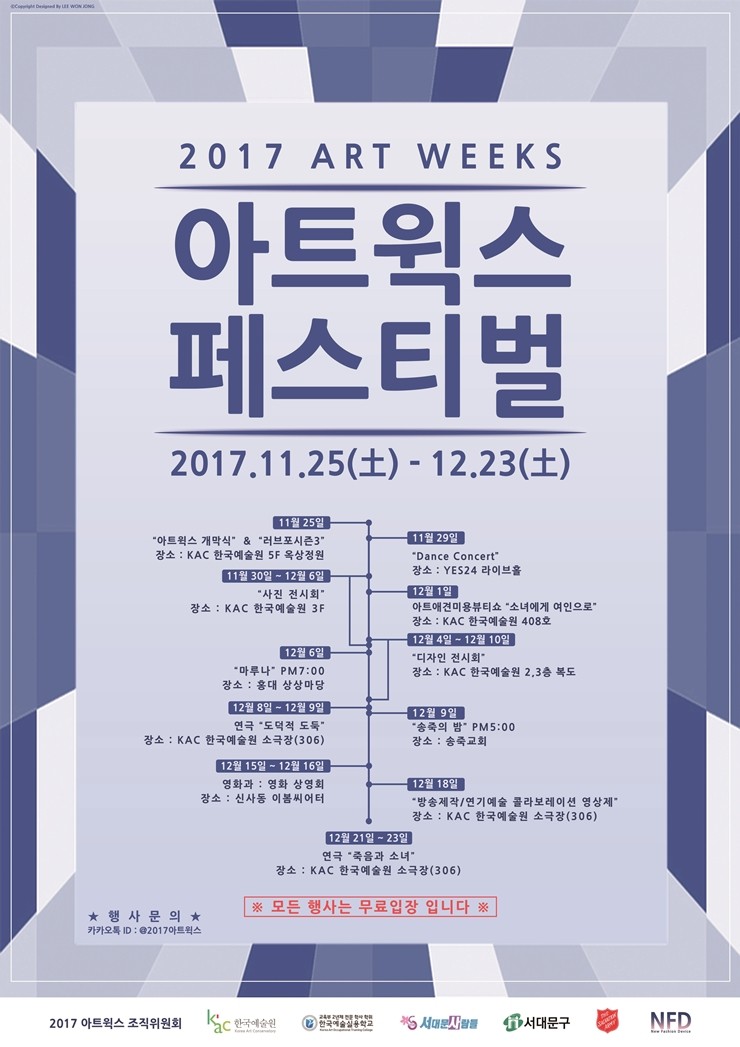 ©Copyright Designed By LEE WON JONG.
2017 ART WEEKS
아트윅스
페스티벌
2017.11.25(土) - 12.23(土)
11월 25일
"아트윅스 개막식" & "러브포시즌3"
장소 : KAC 한국예술원 5F 옥상정원
11월 29일
"Dance Concert"
장소 : YES24 라이브홀
11월 30일 ~ 12월 6일
"사진 전시회"
장소 : KAC 한국예술원 3F
12월 1일
아트애견미용뷰티쇼 "소녀에게 여인으로"
장소 : KAC 한국예술원 408호
12월 4일 ~ 12월 10일
"디자인 전시회"
장소 : KAC 한국예술원 2,3층 복도
12월 6일
"마루나" PM7:00
장소 : 홍대 상상마당
12월 8일 ~ 12월 9일
연극 "도덕적 도둑"
장소 : KAC 한국예술원 소극장(306)
12월 9일
"송죽의 밤" PM5:00
장소 : 송죽교회
12월 15일 ~ 12월 16일
영화과 : 영화 상영회
장소 : 신사동 이봄씨어터
12월 18일
"방송제작/연기예술 콜라보레이션 영상제"
장소 : KAC 한국예술원 소극장(306)
12월 21일 ~ 23일
연극 "죽음과 소녀"
장소 : KAC 한국예술원 소극장(306)
※ 모든 행사는 무료입장 입니다 ※
★ 행 사 문 의 ★
카카오톡 ID : @2017아트윅스
2017 아트윅스 조직위원회
k'ac 한국예술원
Korea Art Conservatory
한국예술실용학교
서대문사람들
서대문구
THE SALVATION ARMY
NFD
New Fashion Device